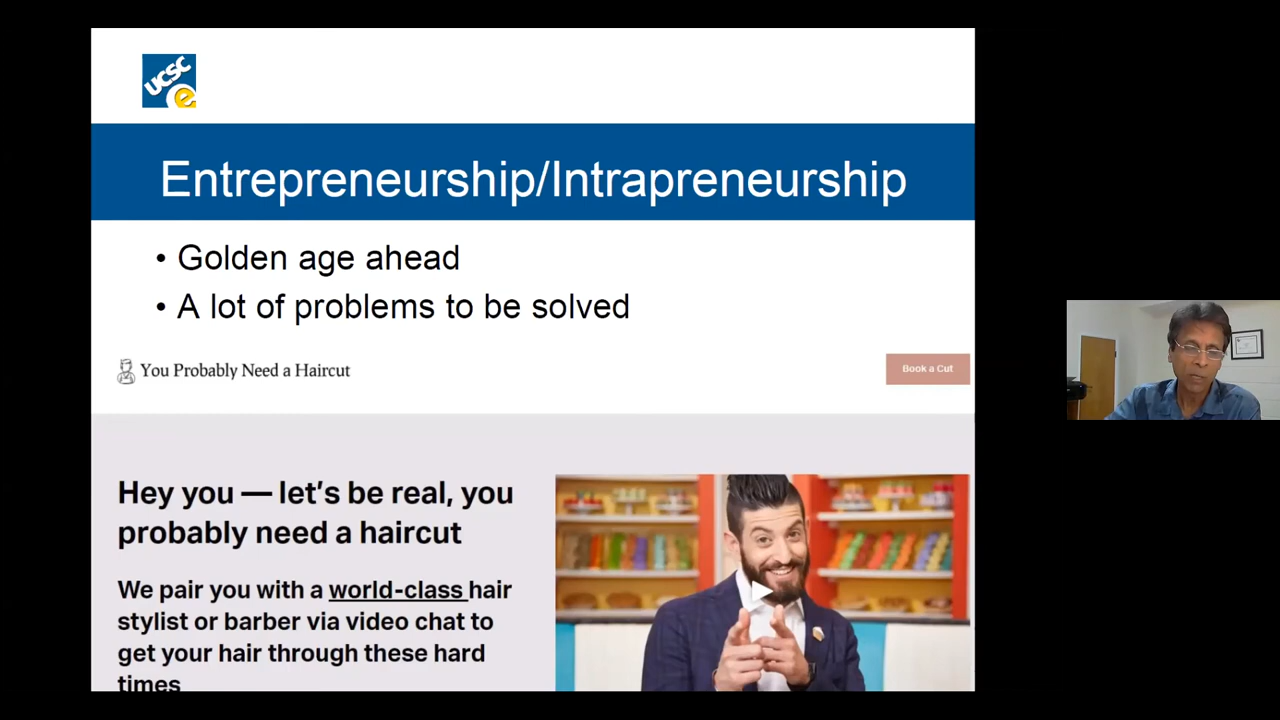 UCSC
e
Entrepreneurship/Intrapreneurship
• Golden age ahead
• A lot of problems to be solved
You Probably Need a Haircut
Book a Cut
Hey you — let's be real, you
probably need a haircut
We pair you with a world-class hair
stylist or barber via video chat to
get your hair through these hard
times